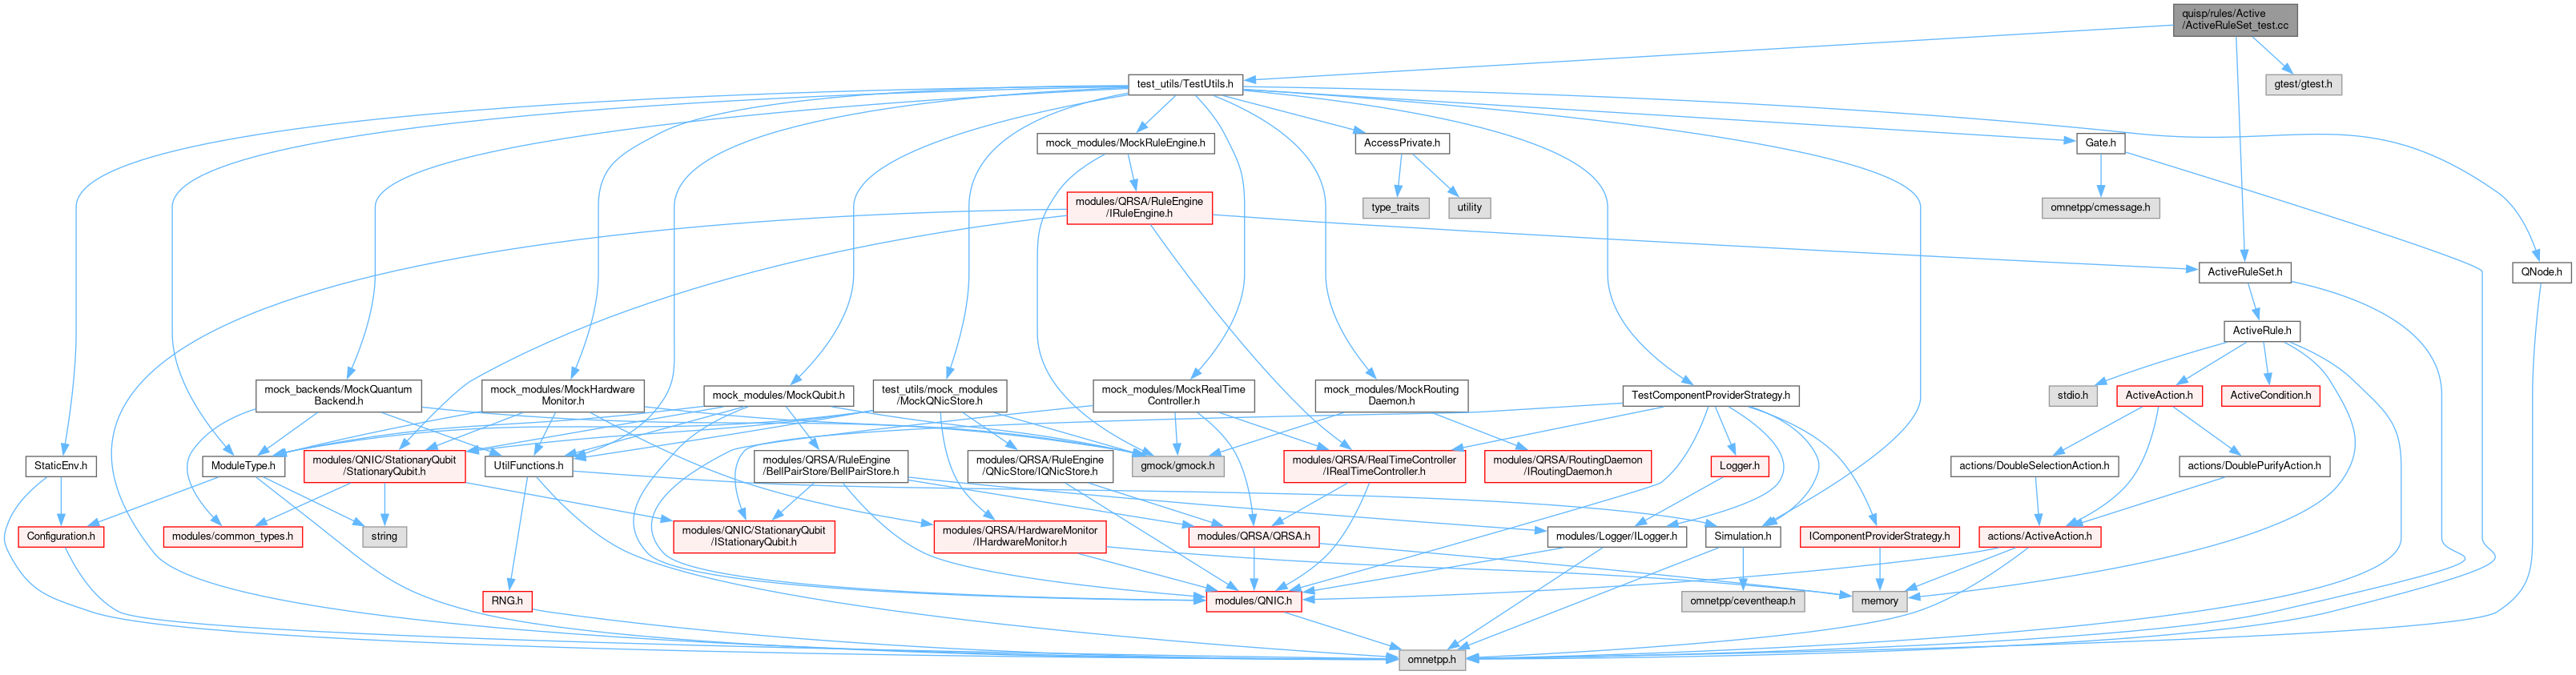 quisp/rules/Active
/ActiveRuleSet_test.cc
test_utils/TestUtils.h
gtest/gtest.h
mock_modules/MockRuleEngine.h
AccessPrivate.h
Gate.h
modules/QRSA/RuleEngine
/IRuleEngine.h
type_traits
utility
omnetpp/cmessage.h
ActiveRuleSet.h
QNode.h
ActiveRule.h
mock_backends/MockQuantum
Backend.h
mock_modules/MockHardware
Monitor.h
mock_modules/MockQubit.h
test_utils/mock_modules
/MockQNicStore.h
mock_modules/MockRealTime
Controller.h
mock_modules/MockRouting
Daemon.h
TestComponentProviderStrategy.h
stdio.h
ActiveAction.h
ActiveCondition.h
StaticEnv.h
ModuleType.h
modules/QNIC/StationaryQubit
/StationaryQubit.h
UtilFunctions.h
modules/QRSA/RuleEngine
/BellPairStore/BellPairStore.h
modules/QRSA/RuleEngine
/QNicStore/IQNicStore.h
gmock/gmock.h
modules/QRSA/RealTimeController
/IRealTimeController.h
modules/QRSA/RoutingDaemon
/IRoutingDaemon.h
Logger.h
actions/DoubleSelectionAction.h
actions/DoublePurifyAction.h
Configuration.h
modules/common_types.h
string
modules/QNIC/StationaryQubit
/IStationaryQubit.h
modules/QRSA/HardwareMonitor
/IHardwareMonitor.h
modules/QRSA/QRSA.h
modules/Logger/ILogger.h
Simulation.h
IComponentProviderStrategy.h
actions/ActiveAction.h
RNG.h
modules/QNIC.h
omnetpp/ceventheap.h
memory
omnetpp.h